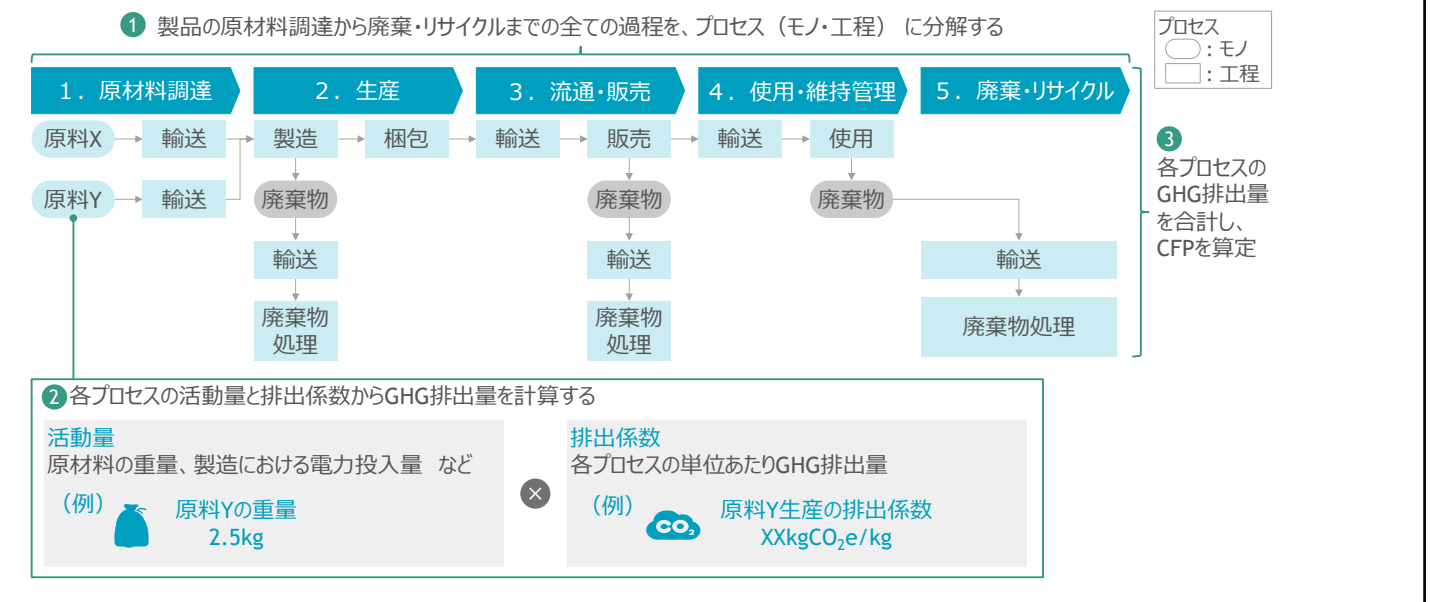 1 製品の原材料調達から廃棄・リサイクルまでの全ての過程を、プロセス（モノ・工程） に分解する
プロセス
：モノ
：工程
1．原材料調達
2．生産
3．流通・販売
4．使用・維持管理
5．廃棄・リサイクル
原料X
輸送
製造
梱包
輸送
販売
輸送
使用
原料Y
輸送
廃棄物
廃棄物
廃棄物
輸送
輸送
輸送
廃棄物
処理
廃棄物
処理
廃棄物処理
3
各プロセスの
GHG排出量
を合計し、
CFPを算定
2 各プロセスの活動量と排出係数からGHG排出量を計算する
活動量
原材料の重量、製造における電力投入量 など
（例）
原料Yの重量
2.5kg
×
排出係数
各プロセスの単位あたりGHG排出量
（例）
CO2
原料Y生産の排出係数
XXkgCO2e/kg